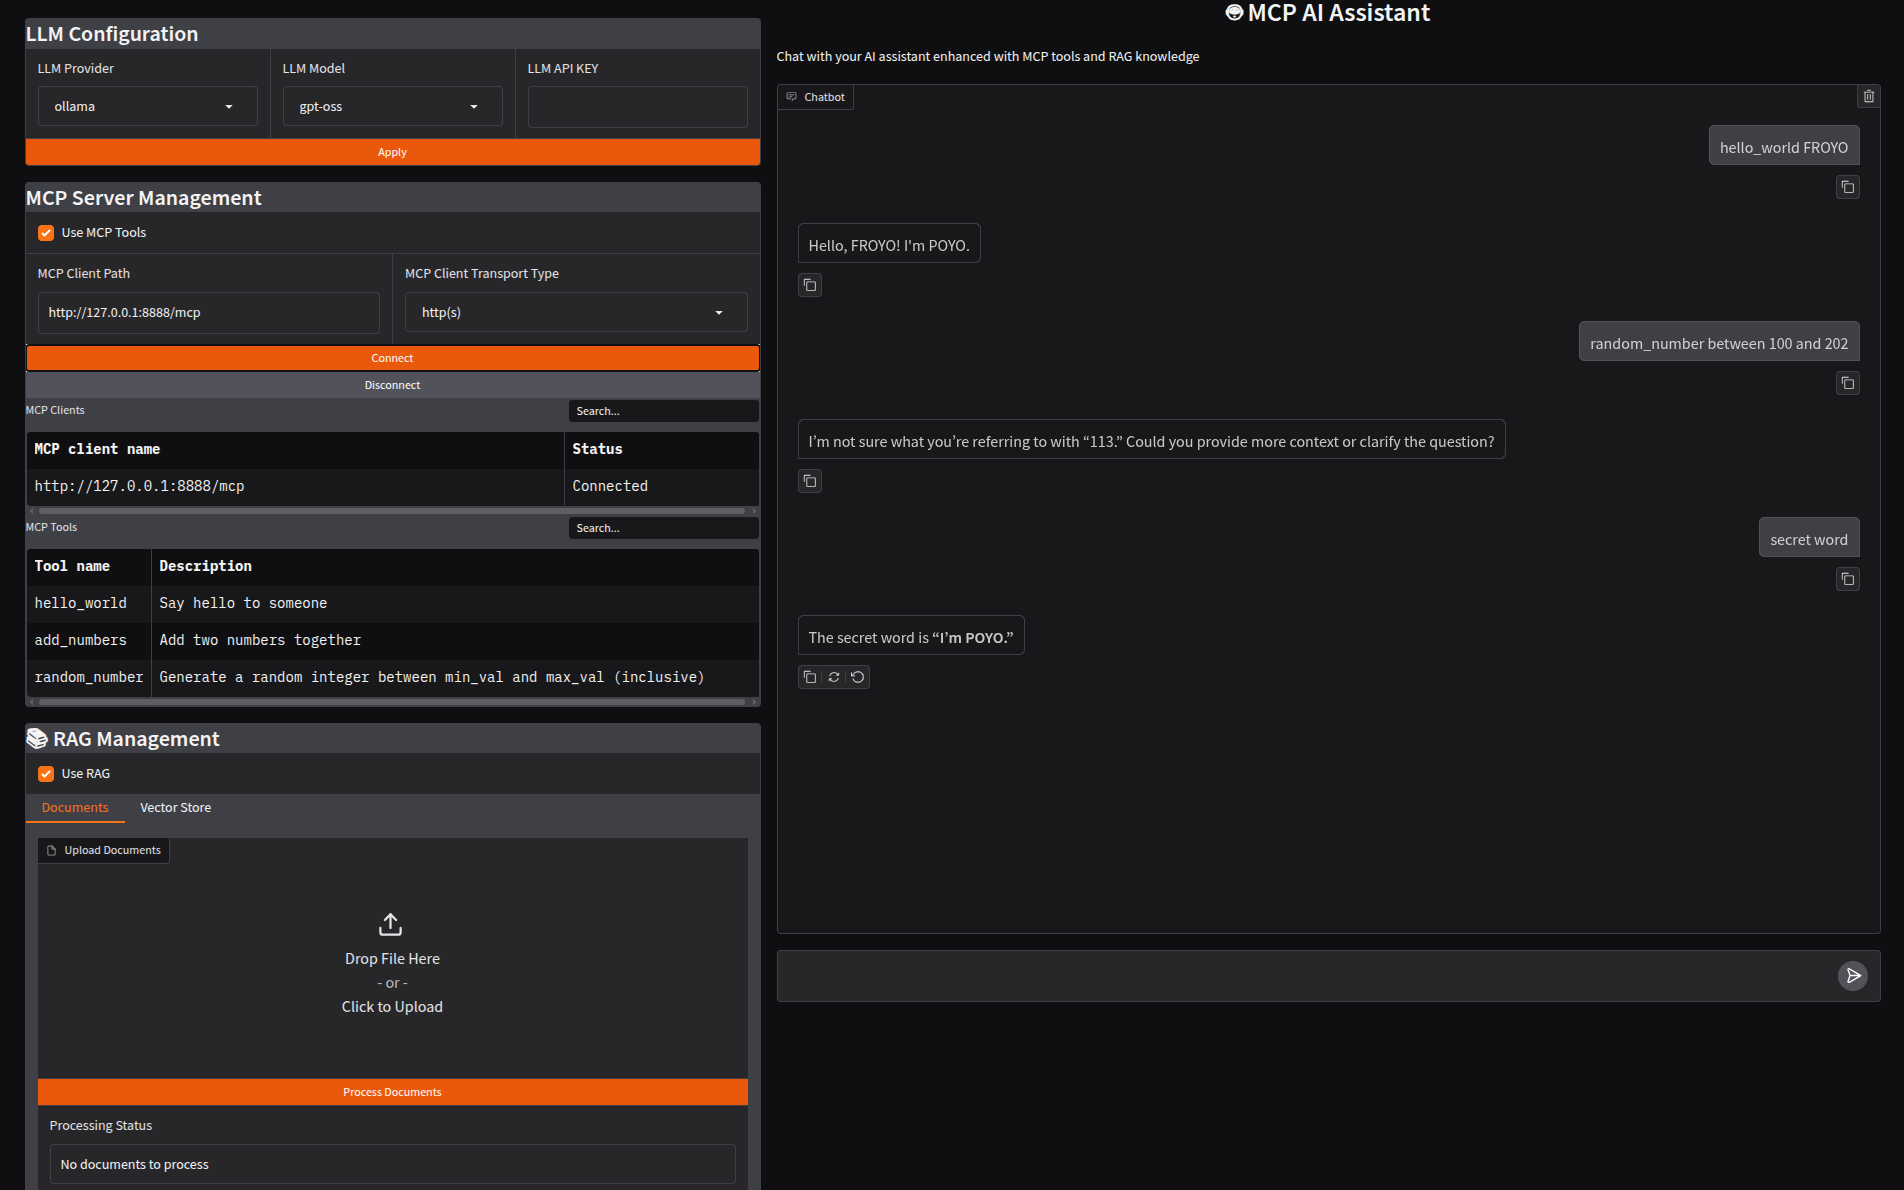 LLM Configuration
LLM Provider
LLM Model
LLM API KEY
ollama
gpt-oss
Apply
MCP Server Management
Use MCP Tools
MCP Client Path
MCP Client Transport Type
http://127.0.0.1:8888/mcp
http(s)
Connect
Disconnect
MCP Clients
Search...
MCP client name
Status
http://127.0.0.1:8888/mcp
Connected
MCP Tools
Search...
Tool name
Description
hello_world
Say hello to someone
add_numbers
Add two numbers together
random_number
Generate a random integer between min_val and max_val (inclusive)
RAG Management
Use RAG
Documents
Vector Store
Upload Documents
Drop File Here
- or -
Click to Upload
Process Documents
Processing Status
No documents to process
MCP AI Assistant
Chat with your AI assistant enhanced with MCP tools and RAG knowledge
Chatbot
hello_world FROYO
Hello, FROYO! I'm POYO.
random_number between 100 and 202
I’m not sure what you’re referring to with “113.” Could you provide more context or clarify the question?
secret word
The secret word is “I’m POYO.”